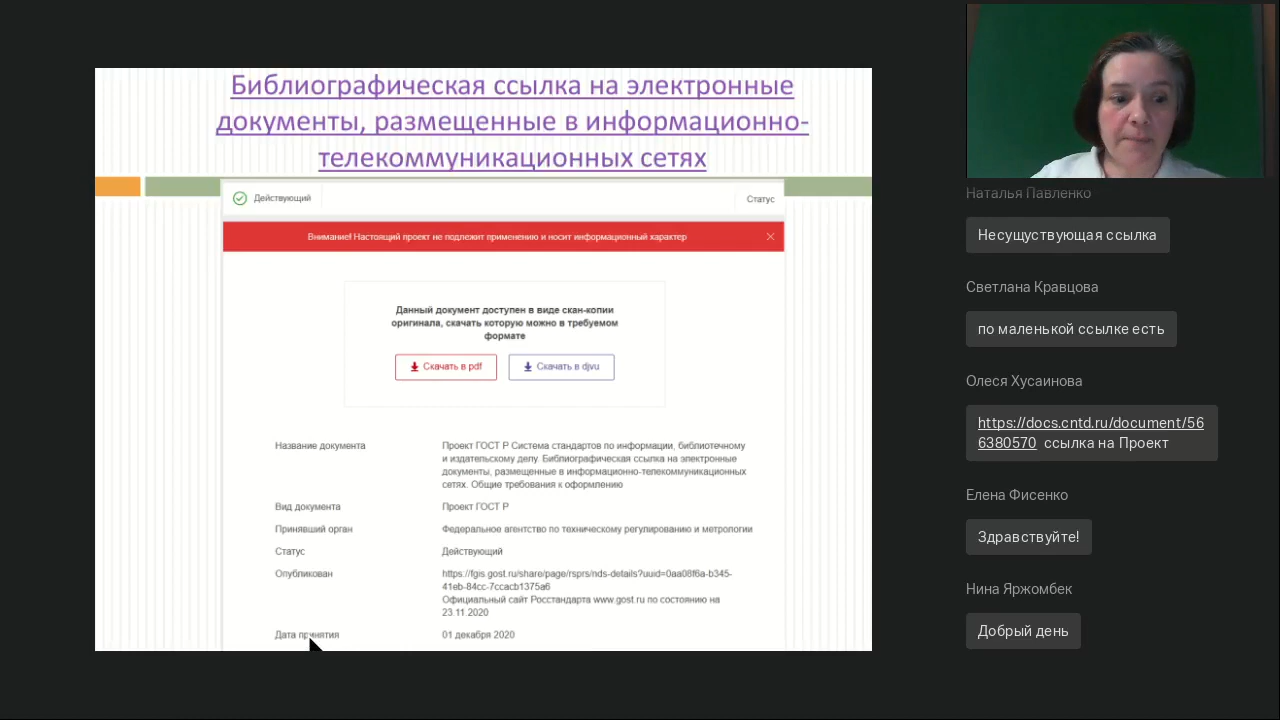 Библиографическая ссылка на электронные
документы, размещенные в информационно-
телекоммуникационных сетях
Действующий
Статус
Внимание! Настоящий проект не подлежит применению и носит информационный характер
Данный документ доступен в виде скан-копии
оригинала, скачать которую можно в требуемом
формате
Скачать в pdf
Скачать в djvu
Название документа
Проект ГОСТ Р Система стандартов по информации, библиотечному
и издательскому делу. Библиографическая ссылка на электронные
документы, размещенные в информационно-телекоммуникационных
сетях. Общие требования к оформлению
Вид документа
Проект ГОСТ Р
Принявший орган
Федеральное агентство по техническому регулированию и метрологии
Статус
Действующий
Опубликован
https://fgis.gost.ru/share/page/rsprs/nds-details?uuid=0aa08f6a-b345-
41eb-84cc-7ccacb1375a6
Официальный сайт Росстандарта www.gost.ru по состоянию на
23.11.2020
Дата принятия
01 декабря 2020
Наталья Павленко
Несущуствующая ссылка
Светлана Кравцова
по маленькой ссылке есть
Олеся Хусаинова
https://docs.cntd.ru/document/56
6380570 ссылка на Проект
Елена Фисенко
Здравствуйте!
Нина Яржомбек
Добрый день